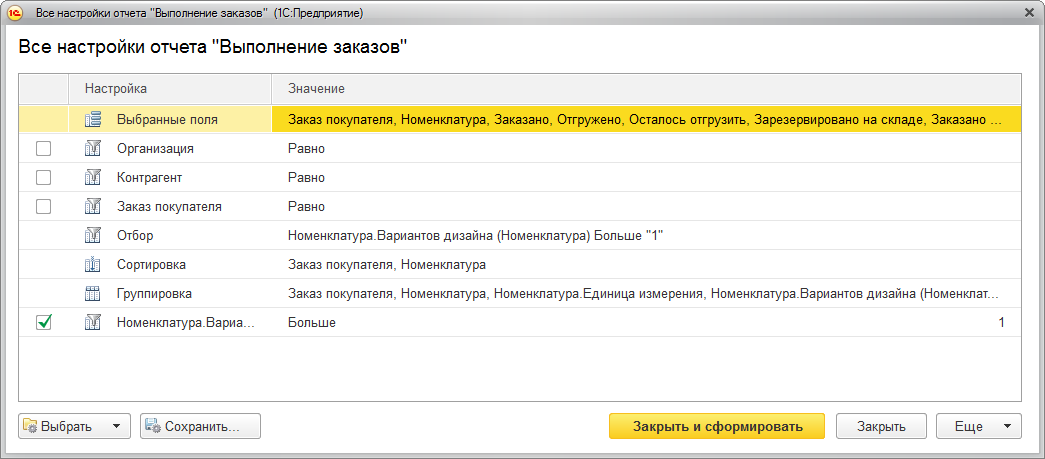 1С Все настройки отчета "Выполнение заказов" (1С:Предприятие)
Все настройки отчета "Выполнение заказов"
Настройка Значение
Выбранные поля Заказ покупателя, Номенклатура, Заказано, Отгружено, Осталось отгрузить, Зарезервировано на складе, Заказано ...
Организация Равно
Контрагент Равно
Заказ покупателя Равно
Отбор Номенклатура.Вариантов дизайна (Номенклатура) Больше "1"
Сортировка Заказ покупателя, Номенклатура
Группировка Заказ покупателя, Номенклатура, Номенклатура.Единица измерения, Номенклатура.Вариантов дизайна (Номенклат...
Номенклатура.Вариа... Больше 1
Выбрать Сохранить... Закрыть и сформировать Закрыть Еще